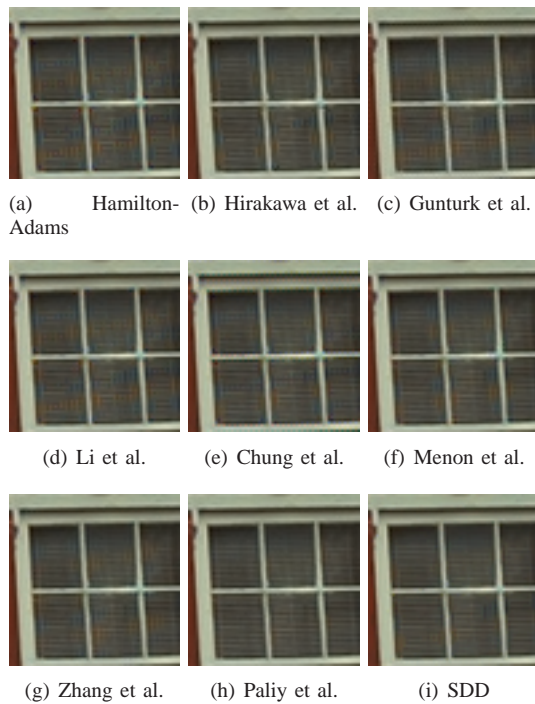 (a) Hamilton-Adams
(b) Hirakawa et al.
(c) Gunturk et al.
(d) Li et al.
(e) Chung et al.
(f) Menon et al.
(g) Zhang et al.
(h) Paliy et al.
(i) SDD